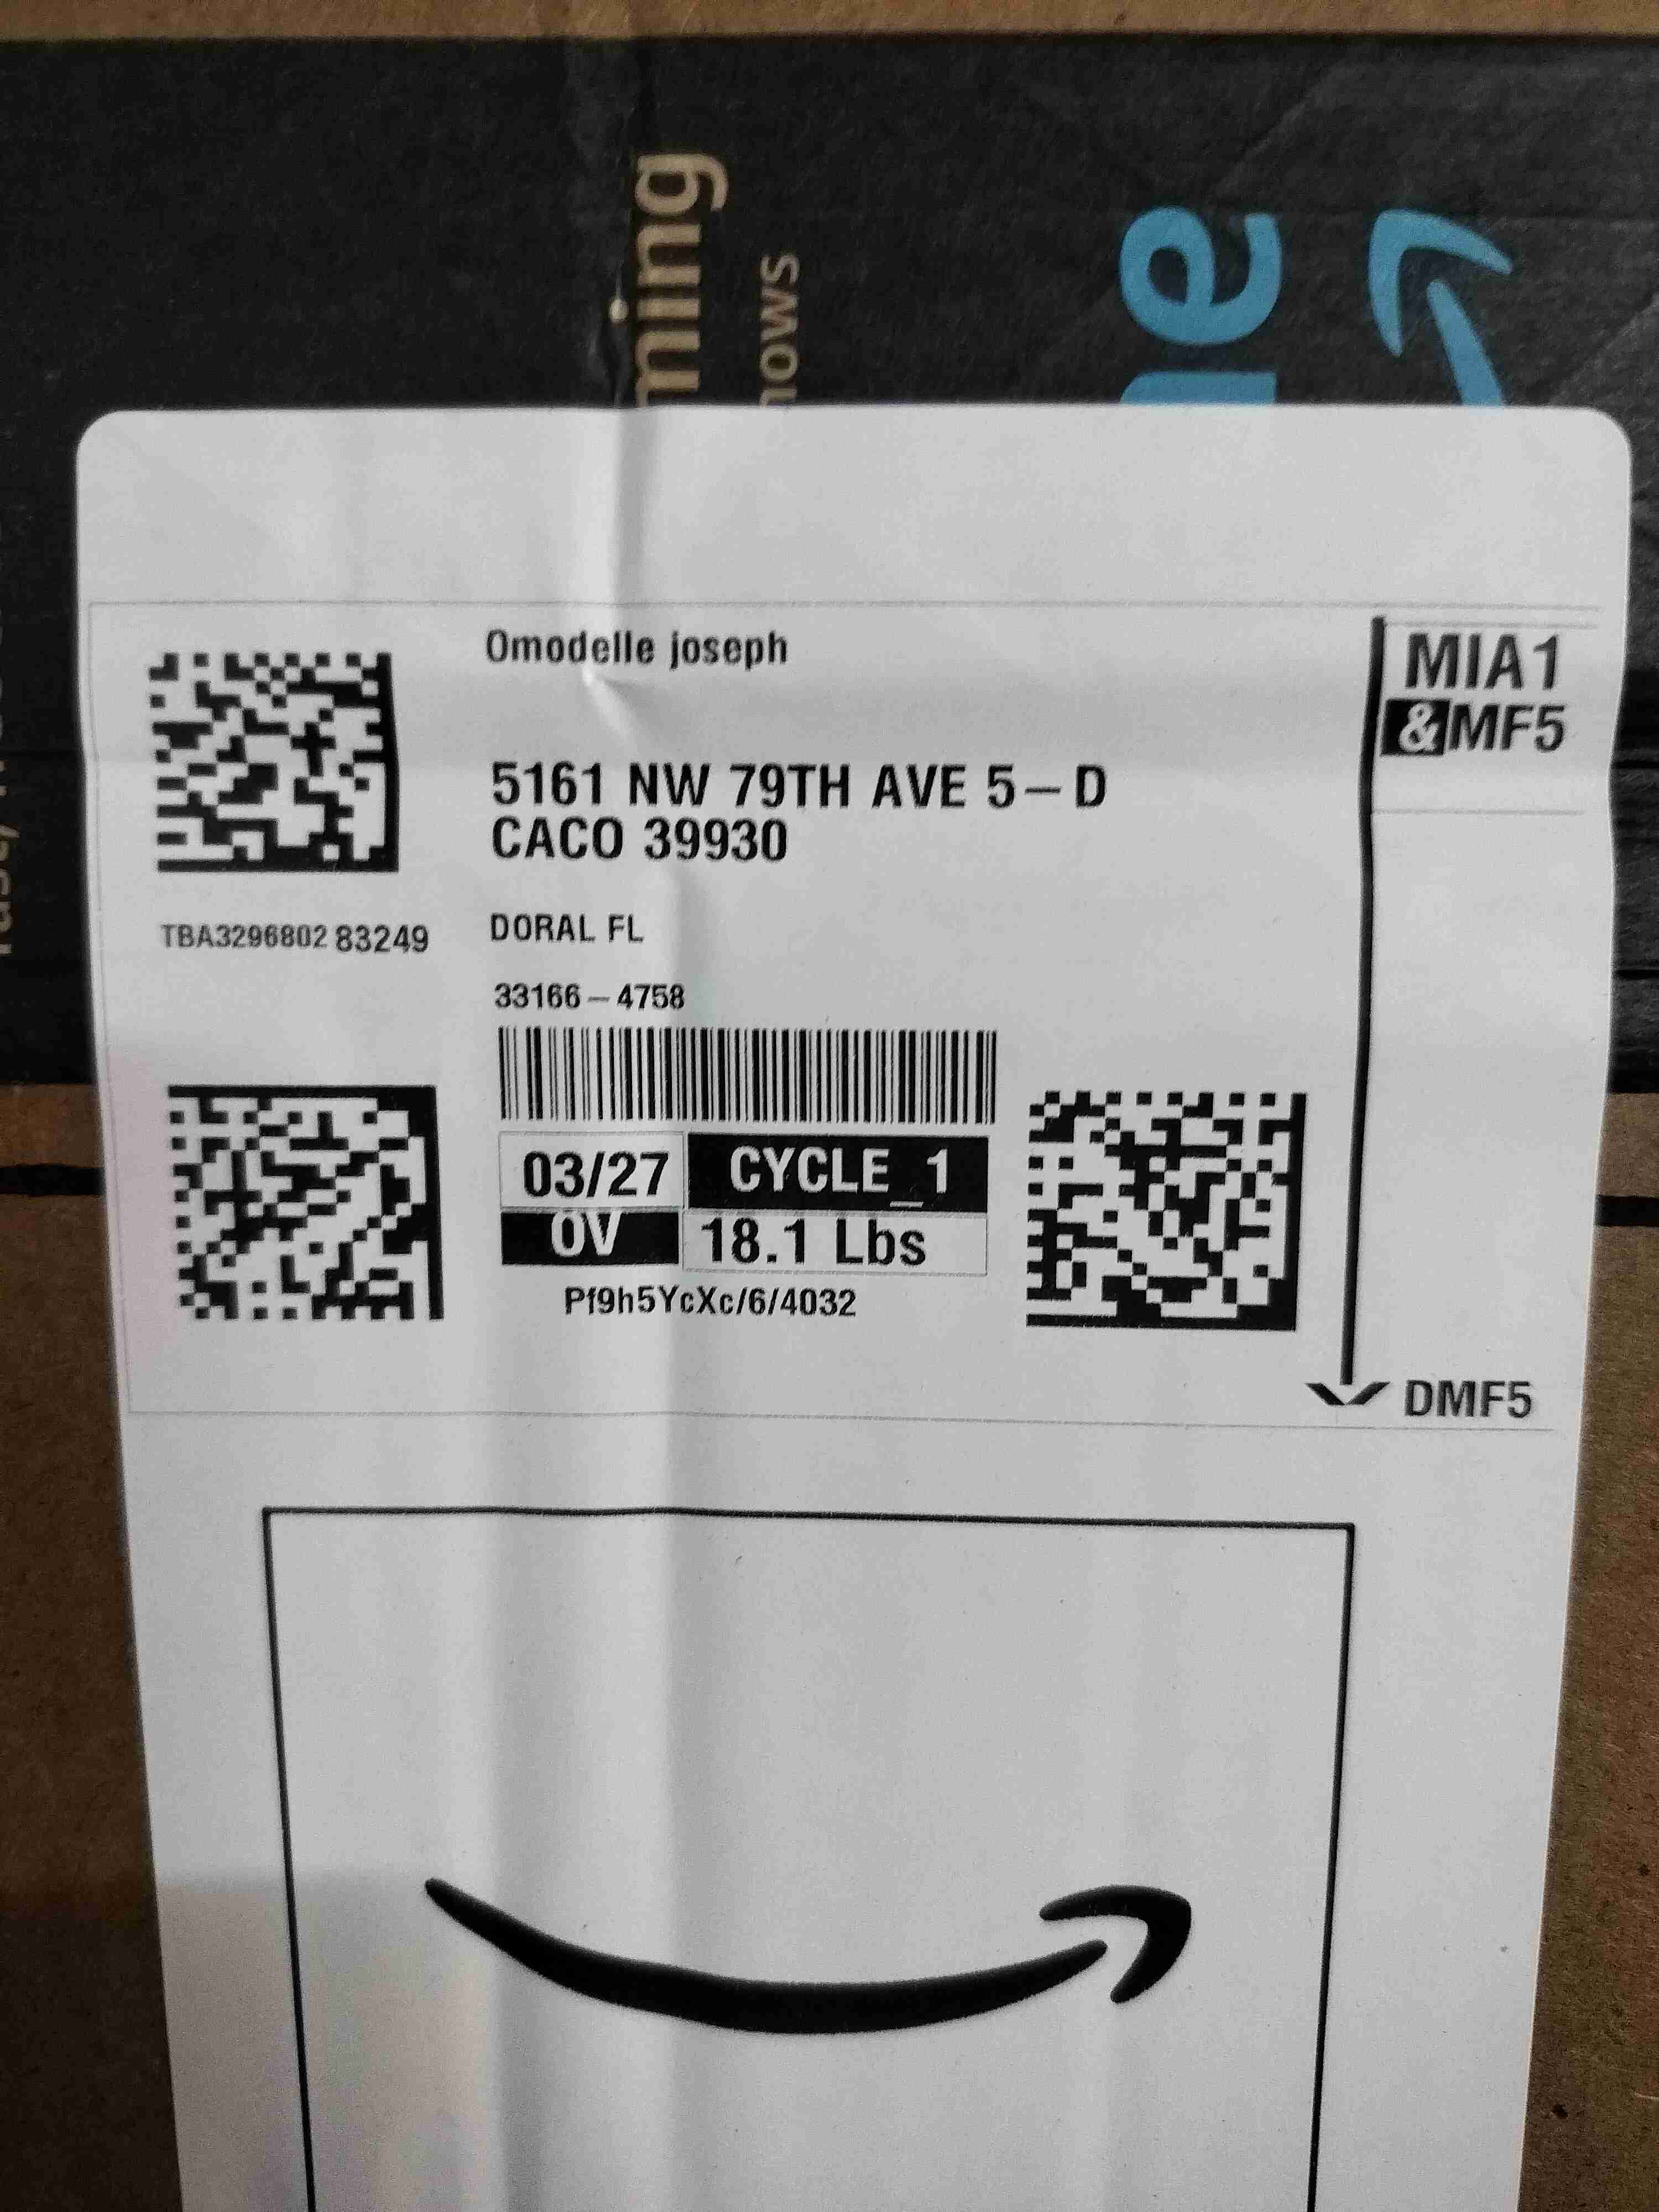 ming
nows
a
Omodelle joseph
MIA1
&MF5
5161 NW 79TH AVE 5-D
CACO 39930
TBA3296802 83249
DORAL FL
33166-4758
03/27
CYCLE_1
OV
18.1 Lbs
Pf9h5YcXc/6/4032
DMF5